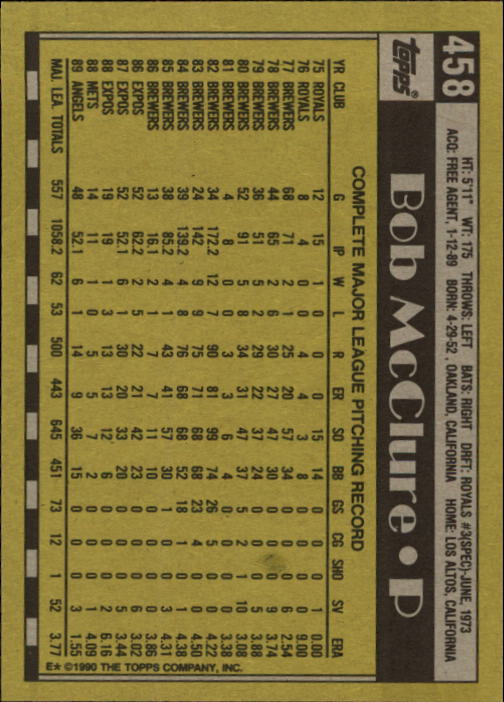 458
topps®
HT: 5'11" WT: 175 THROWS: LEFT BATS: RIGHT DRFT: ROYALS #3(SPEC)-JUNE, 1973
ACQ: FREE AGENT, 1-12-89 BORN: 4-29-52, OAKLAND, CALIFORNIA HOME: LOS ALTOS, CALIFORNIA
Bob McClure • P
COMPLETE MAJOR LEAGUE PITCHING RECORD
YR CLUB G IP W L R ER SO BB GS CG SHO SV ERA
75 ROYALS 12 15 1 0 0 0 15 14 0 0 0 1 0.00
76 ROYALS 8 4 0 0 4 4 3 8 0 0 0 0 9.00
77 BREWERS 68 71 2 1 25 20 57 34 0 0 0 6 2.54
78 BREWERS 44 65 2 6 30 27 47 30 0 0 0 9 3.74
79 BREWERS 36 51 5 2 29 22 37 24 0 0 0 5 3.88
80 BREWERS 52 91 5 8 34 31 47 37 5 2 1 10 3.08
81 BREWERS 4 8 0 0 3 3 6 4 0 0 0 0 3.38
82 BREWERS 34 172.2 12 7 90 81 99 74 26 5 0 0 4.22
83 BREWERS 24 142 9 9 75 71 68 68 23 4 0 0 4.50
84 BREWERS 39 139.2 4 8 76 68 68 52 18 1 0 1 4.38
85 BREWERS 38 85.2 4 1 43 41 57 30 1 0 0 3 4.31
86 BREWERS 13 16.1 2 1 7 7 11 10 0 0 0 0 3.86
86 EXPOS 52 62.2 2 5 22 21 42 23 0 0 0 6 3.02
87 EXPOS 52 52.1 6 1 30 20 33 20 0 0 0 5 3.44
88 EXPOS 19 19 1 3 13 13 12 6 0 0 0 2 6.16
88 METS 14 11 1 0 5 5 7 2 0 0 0 1 4.09
89 ANGELS 48 52.1 6 1 14 9 36 15 0 0 0 3 1.55
MAJ. LEA. TOTALS 557 1058.2 62 53 500 443 645 451 73 12 1 52 3.77
E★ ©1990 THE TOPPS COMPANY, INC.